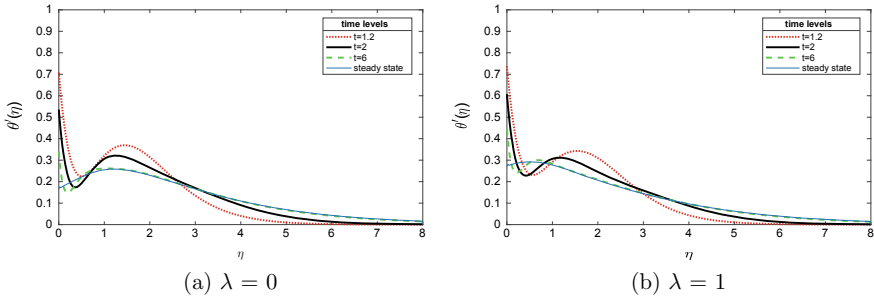 1
0.9
0.8
0.7
0.6
0.5
0.4
0.3
0.2
0.1
0
θ'(η)
time levels
t=1.2
t=2
t=6
steady state
0 1 2 3 4 5 6 7 8
η
(a) λ = 0
1
0.9
0.8
0.7
0.6
0.5
0.4
0.3
0.2
0.1
0
θ'(η)
time levels
t=1.2
t=2
t=6
steady state
0 1 2 3 4 5 6 7 8
η
(b) λ = 1